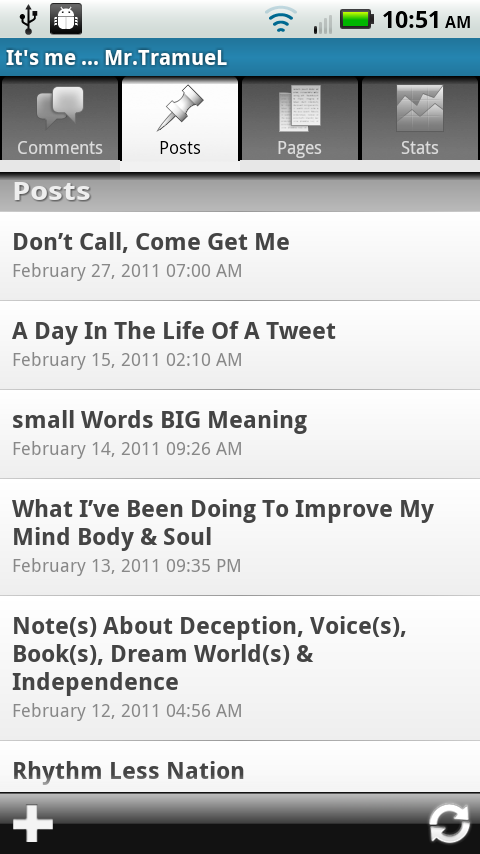 10:51 AM
It's me ... Mr.TramueL
Comments
Posts
Pages
Stats
Posts
Don’t Call, Come Get Me
February 27, 2011 07:00 AM
A Day In The Life Of A Tweet
February 15, 2011 02:10 AM
small Words BIG Meaning
February 14, 2011 09:26 AM
What I’ve Been Doing To Improve My
Mind Body & Soul
February 13, 2011 09:35 PM
Note(s) About Deception, Voice(s),
Book(s), Dream World(s) &
Independence
February 12, 2011 04:56 AM
Rhythm Less Nation